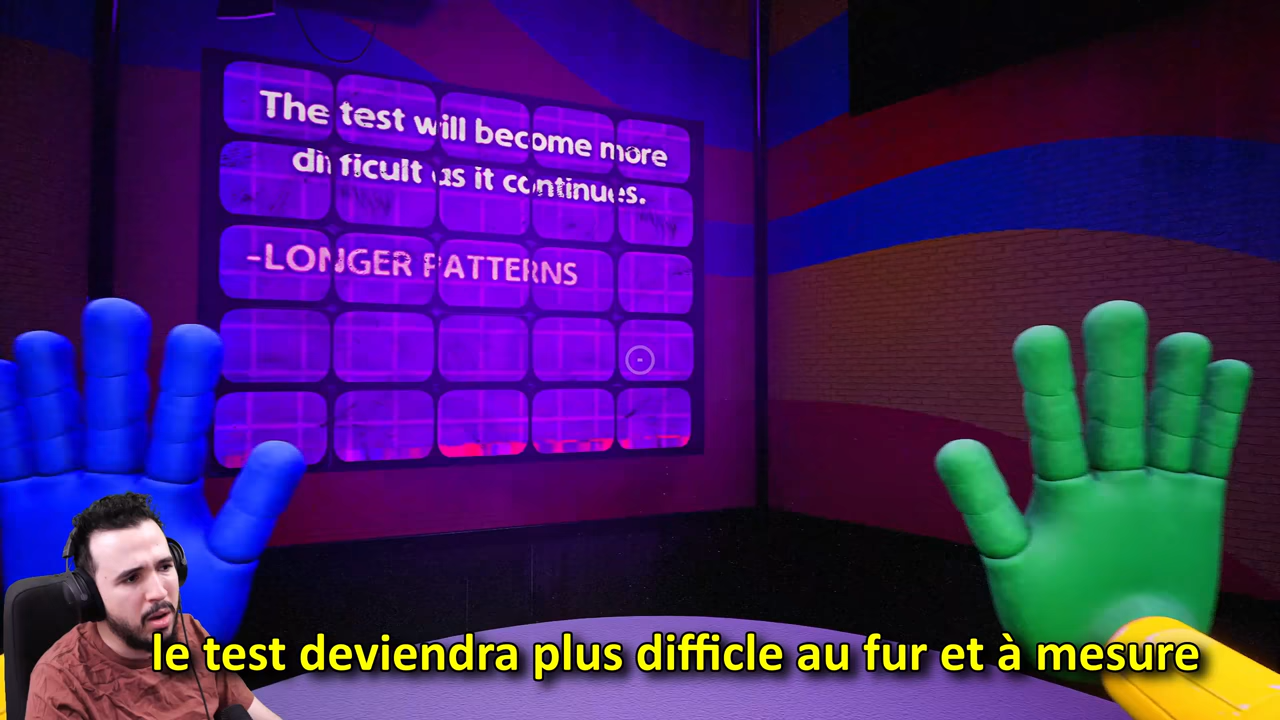 The test will become more
difficult as it continues.
-LONGER PATTERNS
le test deviendra plus difficle au fur et à mesure